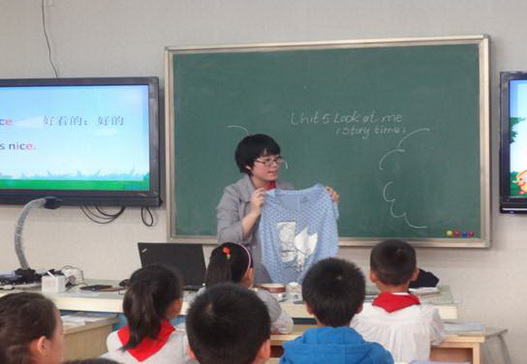 ce 好看的；好的
s nice.
Unit 5 Look at me
(Story time)